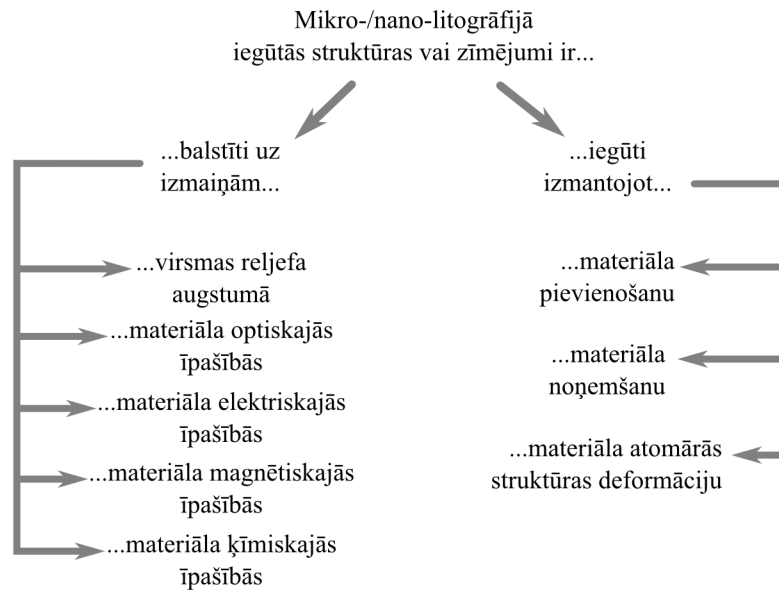 Mikro-/nano-litogrāfijā
iegūtās struktūras vai zīmējumi ir...
...balstīti uz
izmaiņām...
...virsmas reljefa
augstumā
...materiāla optiskajās
īpašībās
...materiāla elektriskajās
īpašībās
...materiāla magnētiskajās
īpašībās
...materiāla ķīmiskajās
īpašībās
...iegūti
izmantojot...
...materiāla
pievienošanu
...materiāla
noņemšanu
...materiāla atomārās
struktūras deformāciju